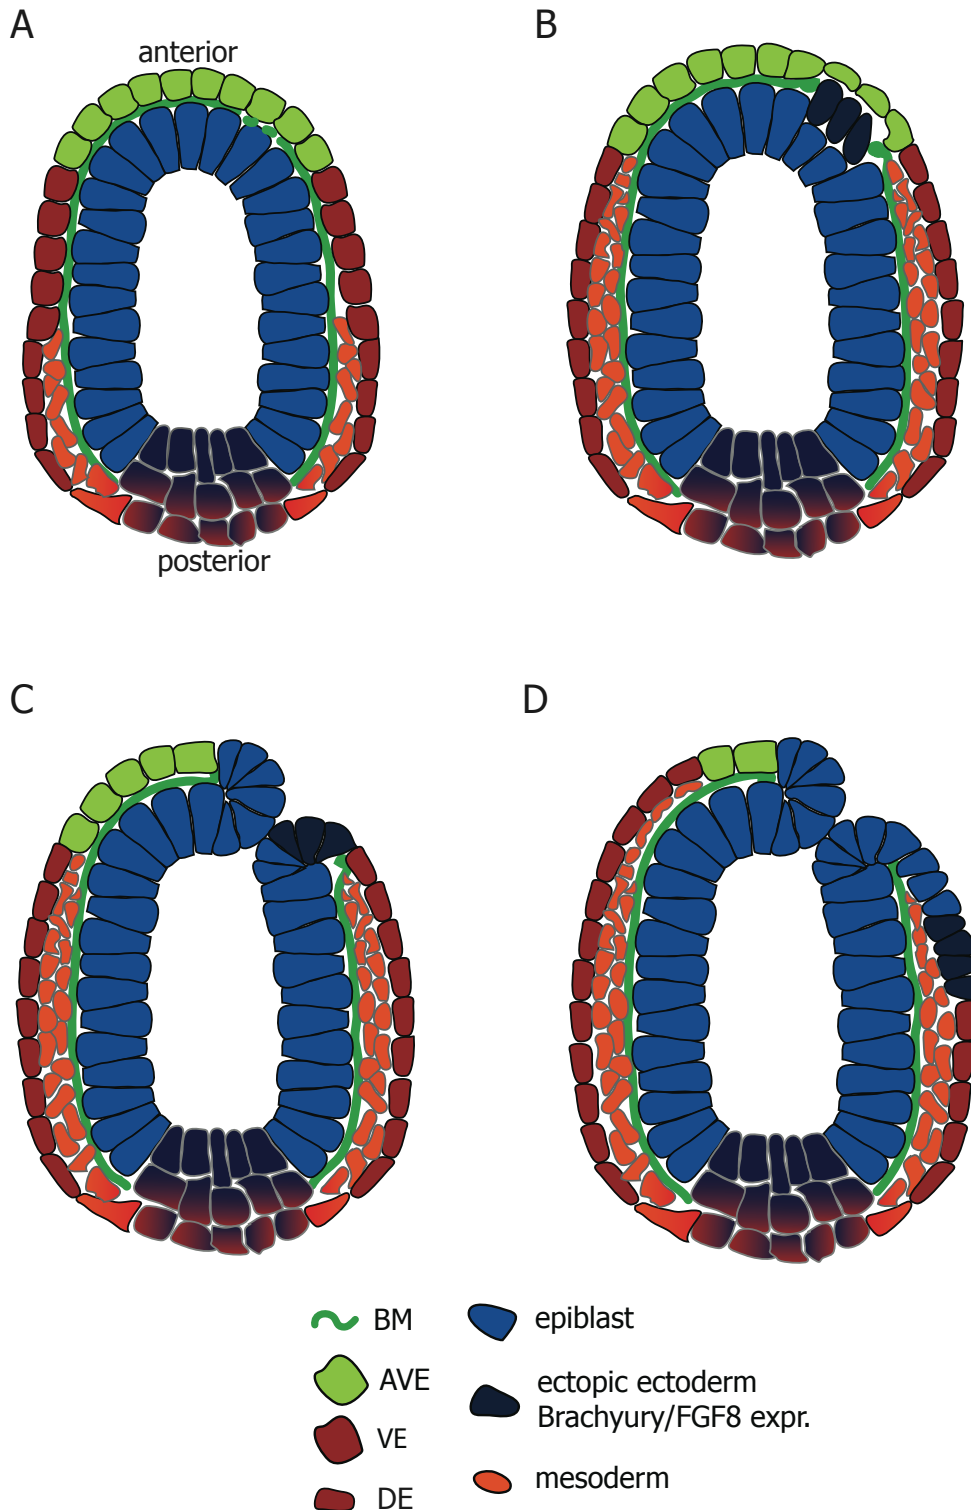 A
B
anterior
posterior
C
D
BM
epiblast
AVE
ectopic ectoderm
Brachyury/FGF8 expr.
VE
mesoderm
DE